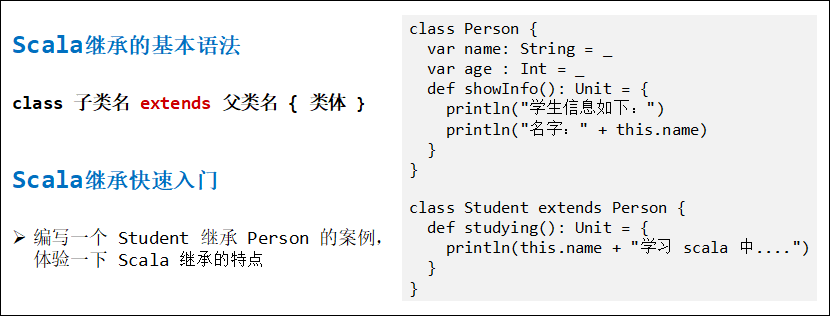 Scala继承的基本语法
class 子类名 extends 父类名 { 类体 }
Scala继承快速入门
➢ 编写一个 Student 继承 Person 的案例，
体验一下 Scala 继承的特点
class Person {
  var name: String = _
  var age : Int = _
  def showInfo(): Unit = {
    println("学生信息如下：")
    println("名字：" + this.name)
  }
}

class Student extends Person {
  def studying(): Unit = {
    println(this.name + "学习 scala 中....")
  }
}